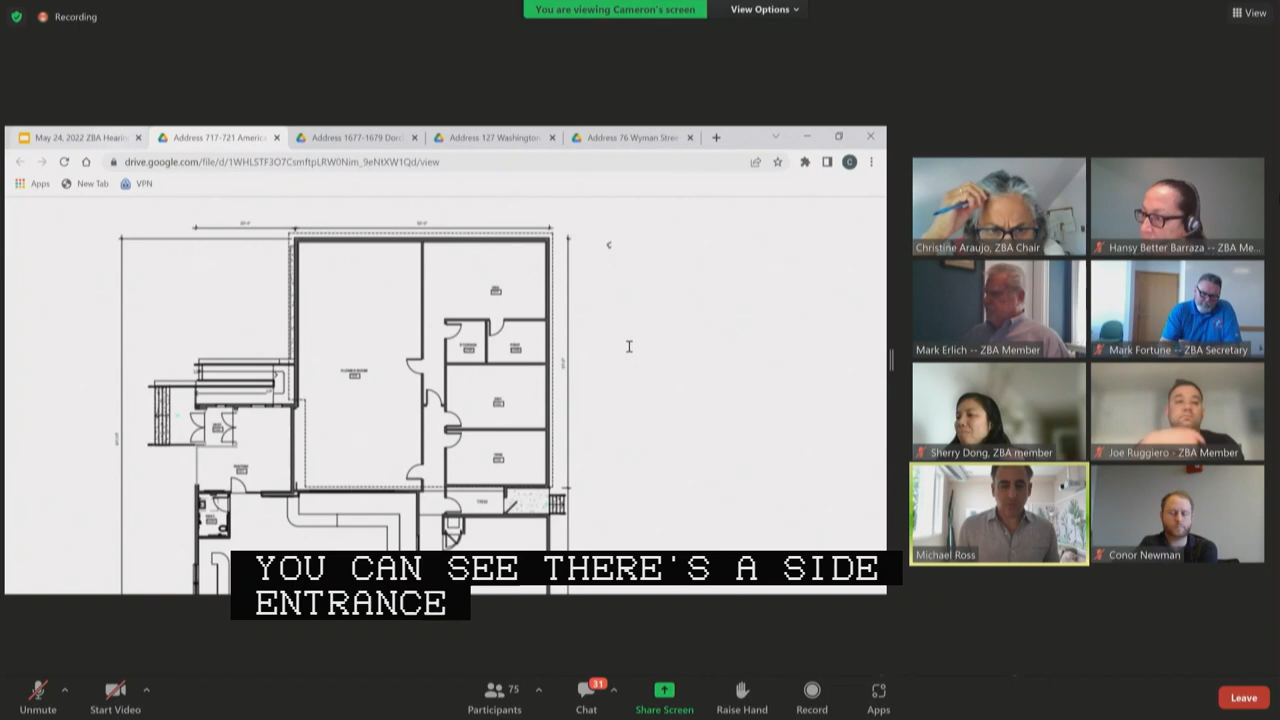 Recording
You are viewing Cameron's screen
View Options
View
May 24, 2022 ZBA Hearin
Address 717-721 America
Address 1677-1679 Dorc
Address 127 Washington
Address 76 Wyman Stree
drive.google.com/file/d/1WHLSTF3O7CsmftpLRW0Nim_9eNtXW1Qd/view
C
Apps
New Tab
VPN
Christine Araujo, ZBA Chair
Hansy Better Barraza -- ZBA Me...
Mark Erlich -- ZBA Member
Mark Fortune -- ZBA Secretary
Sherry Dong, ZBA member
Joe Ruggiero - ZBA Member
Michael Ross
Conor Newman
YOU CAN SEE THERE'S A SIDE
ENTRANCE
Unmute
Start Video
Participants
75
Chat
31
Share Screen
Raise Hand
Record
Apps
Leave